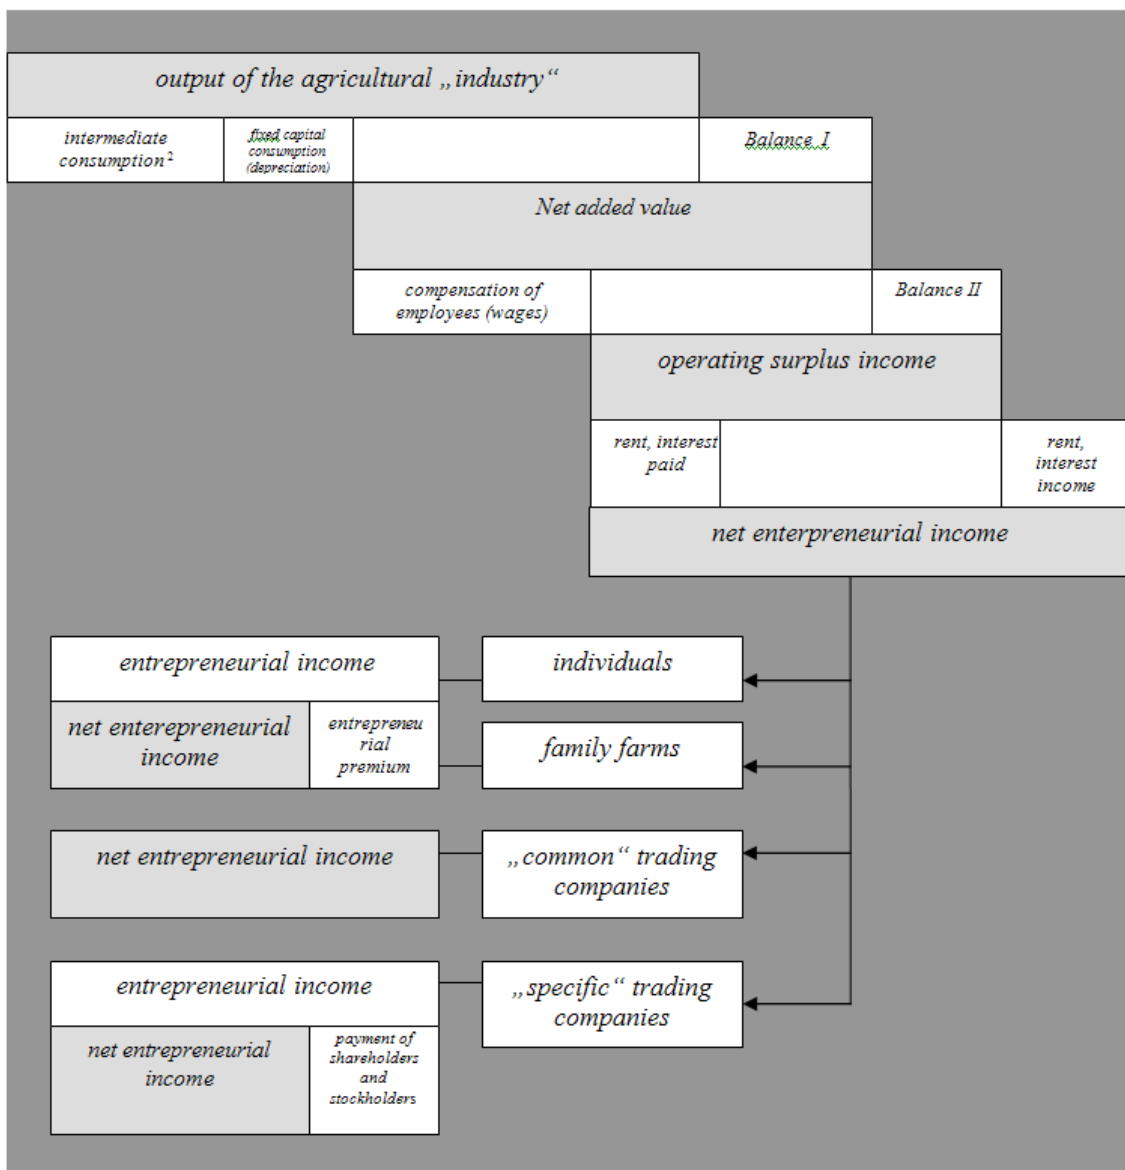 output of the agricultural „industry“
intermediate
consumption²
fixed capital
consumption
(depreciation)
Balance I
Net added value
compensation of
employees (wages)
Balance II
operating surplus income
rent, interest
paid
rent,
interest
income
net enterpreneurial income
entrepreneurial income
individuals
net enterepreneurial
income
entrepreneu
rial
premium
family farms
net entrepreneurial income
„common“ trading
companies
entrepreneurial income
„specific“ trading
companies
net entrepreneurial
income
payment of
shareholders
and
stockholders